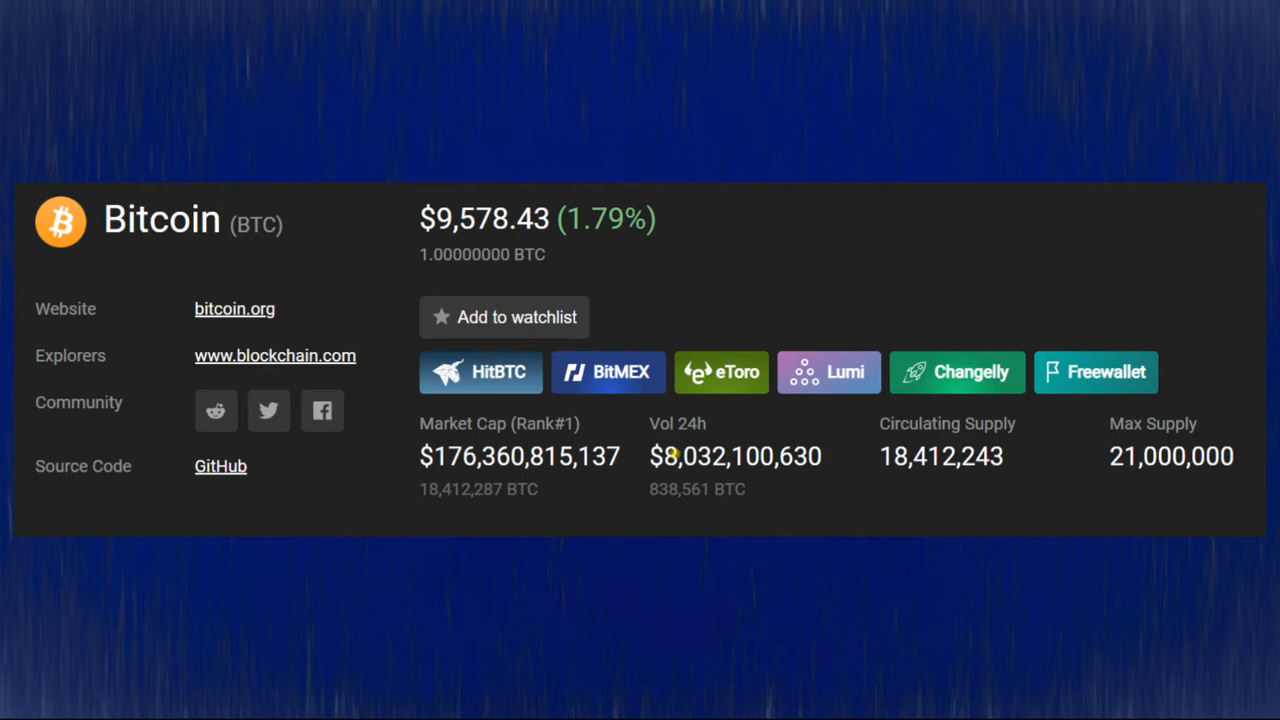 Bitcoin (BTC)
$9,578.43 (1.79%)
1.00000000 BTC
Website bitcoin.org
Explorers www.blockchain.com
Community
Source Code GitHub
Add to watchlist
HitBTC BitMEX eToro Lumi Changelly Freewallet
Market Cap (Rank#1) Vol 24h Circulating Supply Max Supply
$176,360,815,137 $8,032,100,630 18,412,243 21,000,000
18,412,287 BTC 838,561 BTC